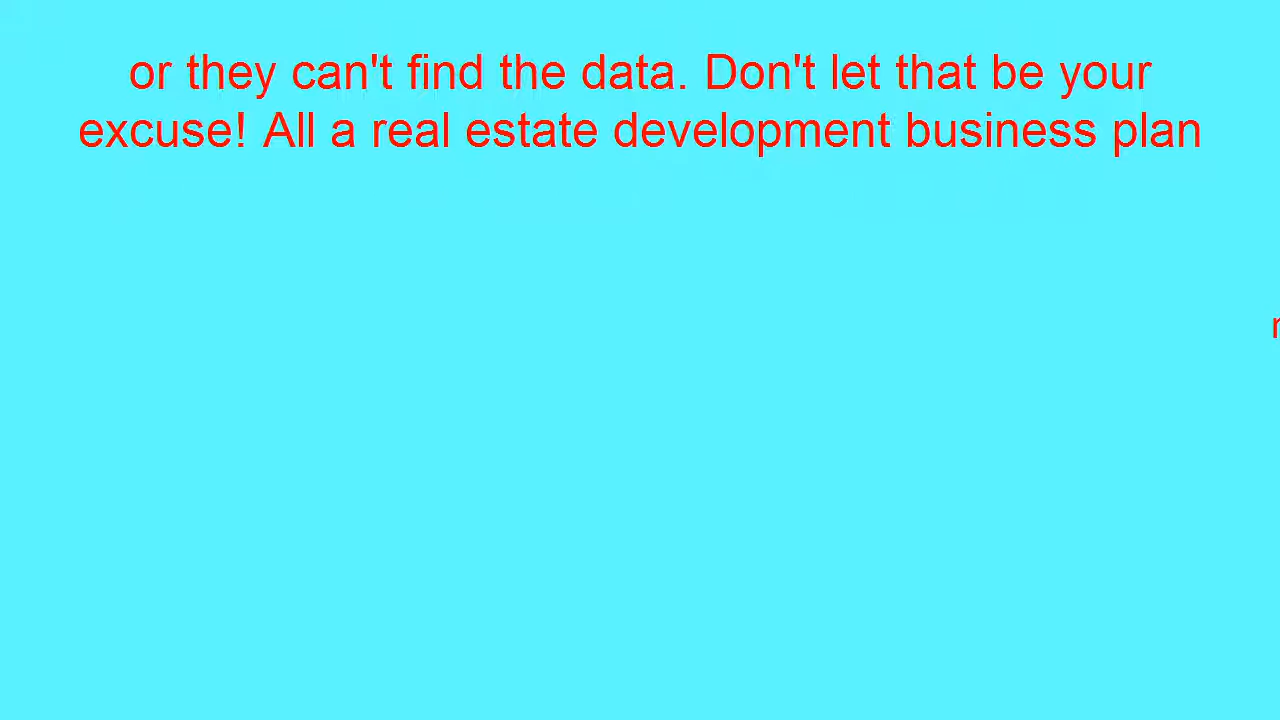 or they can't find the data. Don't let that be your
excuse! All a real estate development business plan